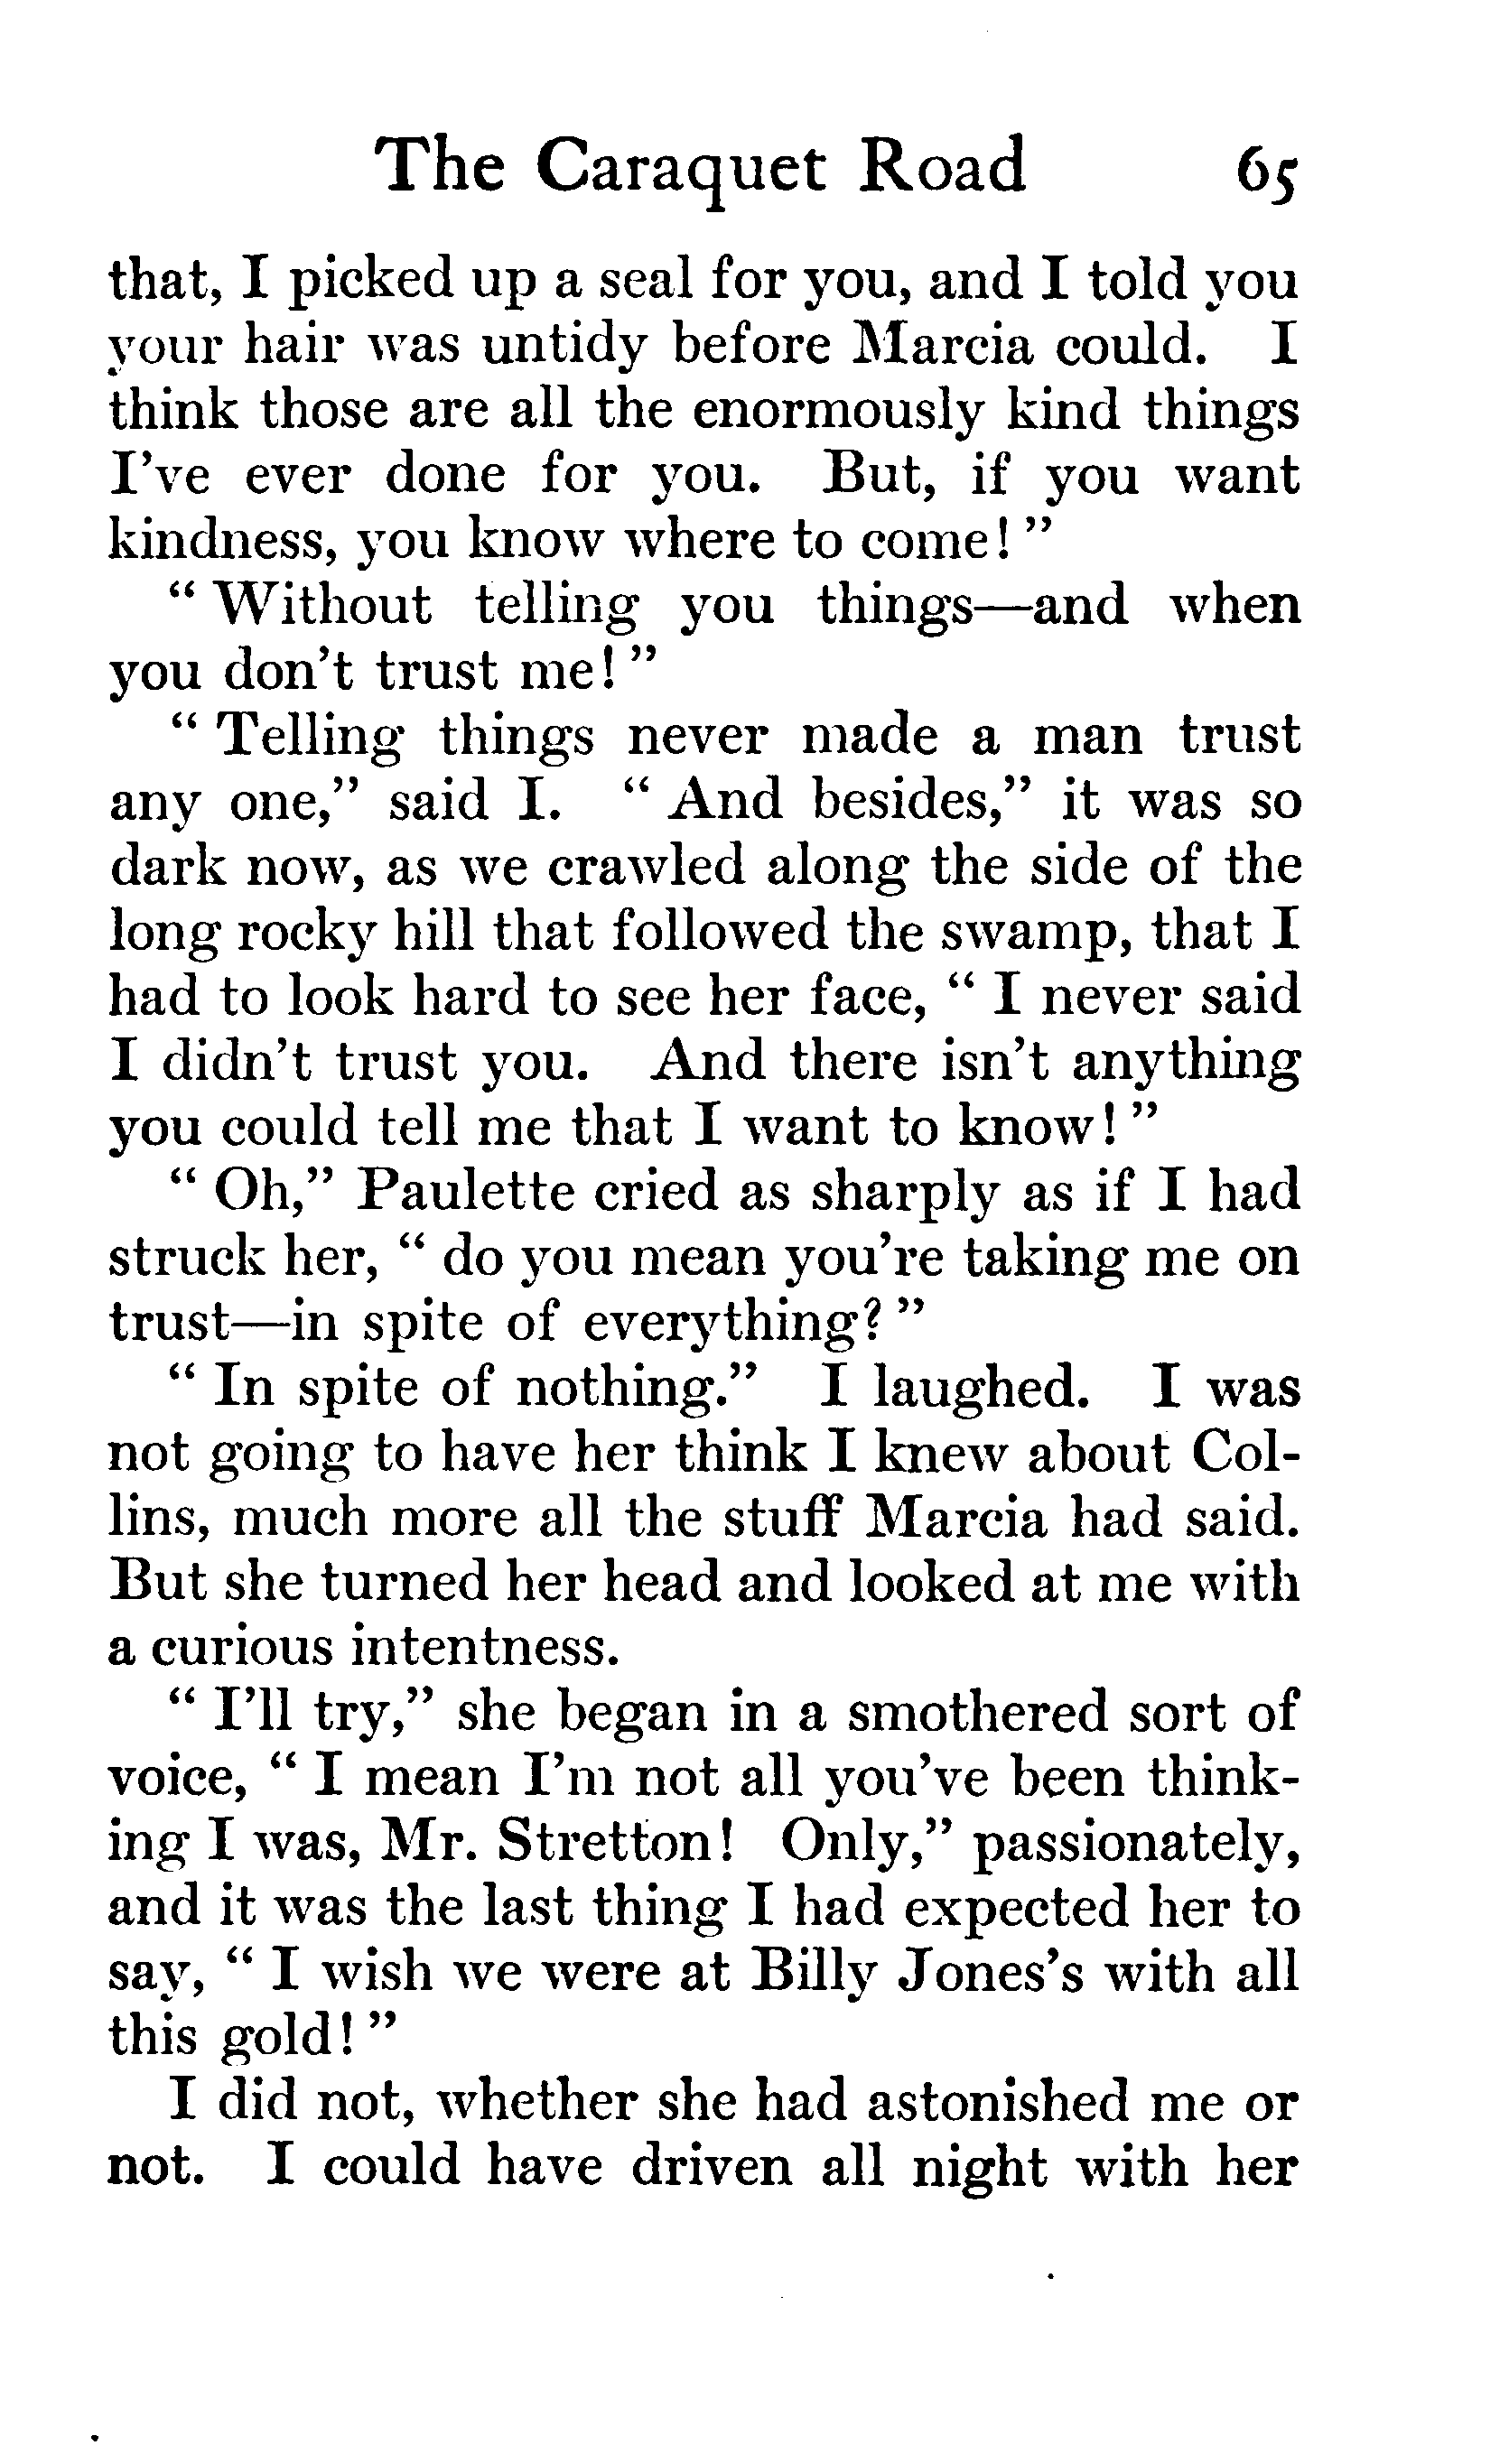 The Caraquet Road 65
that, I picked up a seal for you, and I told you
your hair was untidy before Marcia could. I
think those are all the enormously kind things
I've ever done for you. But, if you want
kindness, you know where to come!"
"Without telling you things—and when
you don't trust me!"
"Telling things never made a man trust
any one," said I. "And besides," it was so
dark now, as we crawled along the side of the
long rocky hill that followed the swamp, that I
had to look hard to see her face, "I never said
I didn't trust you. And there isn't anything
you could tell me that I want to know!"
"Oh," Paulette cried as sharply as if I had
struck her, "do you mean you're taking me on
trust—in spite of everything?"
"In spite of nothing." I laughed. I was
not going to have her think I knew about Col-
lins, much more all the stuff Marcia had said.
But she turned her head and looked at me with
a curious intentness.
"I'll try," she began in a smothered sort of
voice, "I mean I'm not all you've been think-
ing I was, Mr. Stretton! Only," passionately,
and it was the last thing I had expected her to
say, "I wish we were at Billy Jones's with all
this gold!"
I did not, whether she had astonished me or
not. I could have driven all night with her